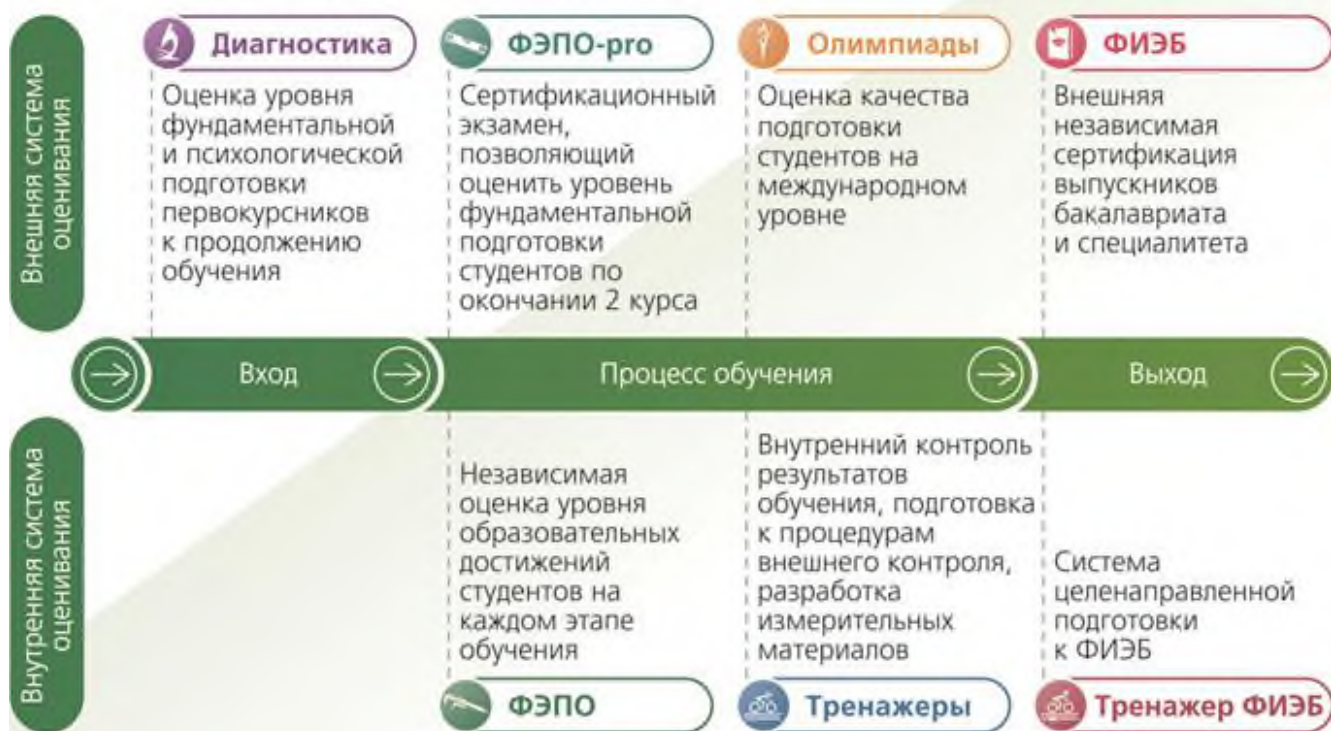 Внешняя система
оценивания
Диагностика
Оценка уровня
фундаментальной
и психологической
подготовки
первокурсников
к продолжению
обучения
ФЭПО-pro
Сертификационный
экзамен,
позволяющий
оценить уровень
фундаментальной
подготовки
студентов по
окончании 2 курса
Олимпиады
Оценка качества
подготовки
студентов на
международном
уровне
ФИЭБ
Внешняя
независимая
сертификация
выпускников
бакалавриата
и специалитета
Вход
Процесс обучения
Выход
Внутренняя система
оценивания
Независимая
оценка уровня
образовательных
достижений
студентов на
каждом этапе
обучения
ФЭПО
Внутренний контроль
результатов
обучения, подготовка
к процедурам
внешнего контроля,
разработка
измерительных
материалов
Тренажеры
Система
целенаправленной
подготовки
к ФИЭБ
Тренажер ФИЭБ